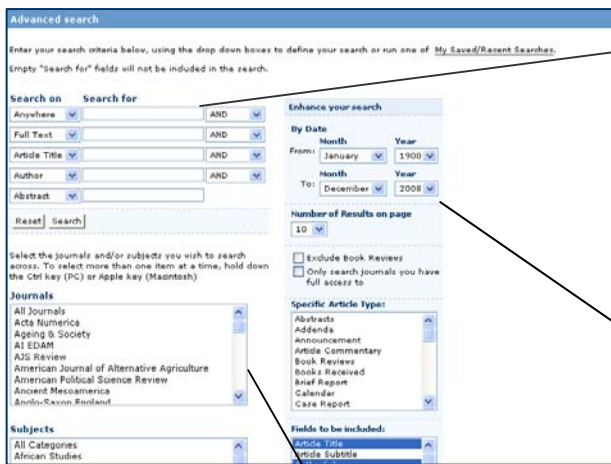 Advanced search
Enter your search criteria below, using the drop down boxes to define your search or run one of My Saved/Recent Searches.
Empty "Search for" fields will not be included in the search.
Search on Search for
Anywhere AND
Full Text AND
Article Title AND
Author AND
Abstract
Reset Search
Select the journals and/or subjects you wish to search
across. To select more than one item at a time, hold down
the Ctrl key (PC) or Apple key (Macintosh)
Journals
All Journals
Acta Numerica
Ageing & Society
AI EDAM
AJS Review
American Journal of Alternative Agriculture
American Political Science Review
Ancient Mesoamerica
Anglo-Saxon England
Subjects
All Categories
African Studies
Enhance your search
By Date
Month Year
From: January 1900
Month Year
To: December 2008
Number of Results on page
10
Exclude Book Reviews
Only search journals you have
full access to
Specific Article Type:
Abstracts
Addenda
Announcement
Article Commentary
Book Reviews
Books Received
Brief Report
Calendar
Case Report
Fields to be included:
Article Title
Article Subtitle